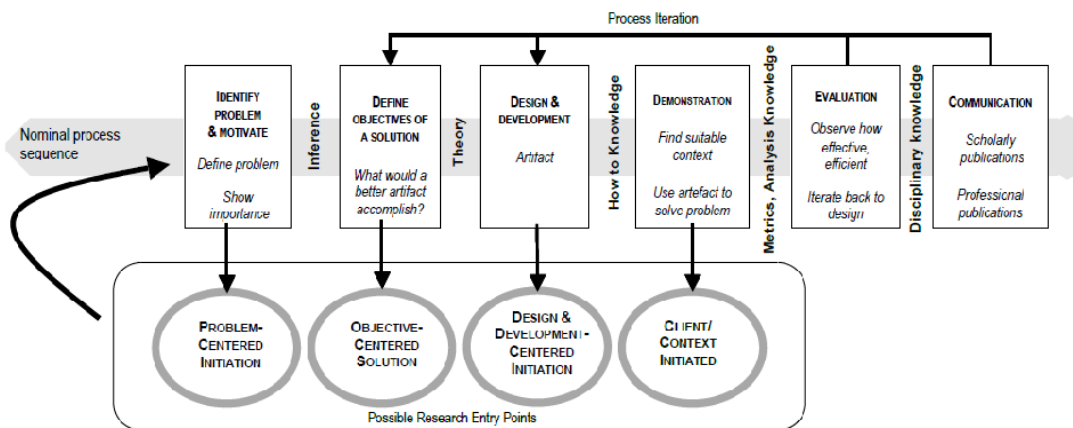 Process Iteration
Nominal process
sequence
IDENTIFY
PROBLEM
& MOTIVATE
Define problem
Show
importance
Inference
DEFINE
OBJECTIVES OF
A SOLUTION
What would a
better artifact
accomplish?
Theory
DESIGN &
DEVELOPMENT
Artifact
How to Knowledge
DEMONSTRATION
Find suitable
context
Use artefact to
solve problem
Metrics, Analysis Knowledge
EVALUATION
Observe how
effective,
efficient
Iterate back to
design
Disciplinary knowledge
COMMUNICATION
Scholarly
publications
Professional
publications
PROBLEM-
CENTERED
INITIATION
OBJECTIVE-
CENTERED
SOLUTION
DESIGN &
DEVELOPMENT-
CENTERED
INITIATION
CLIENT/
CONTEXT
INITIATED
Possible Research Entry Points